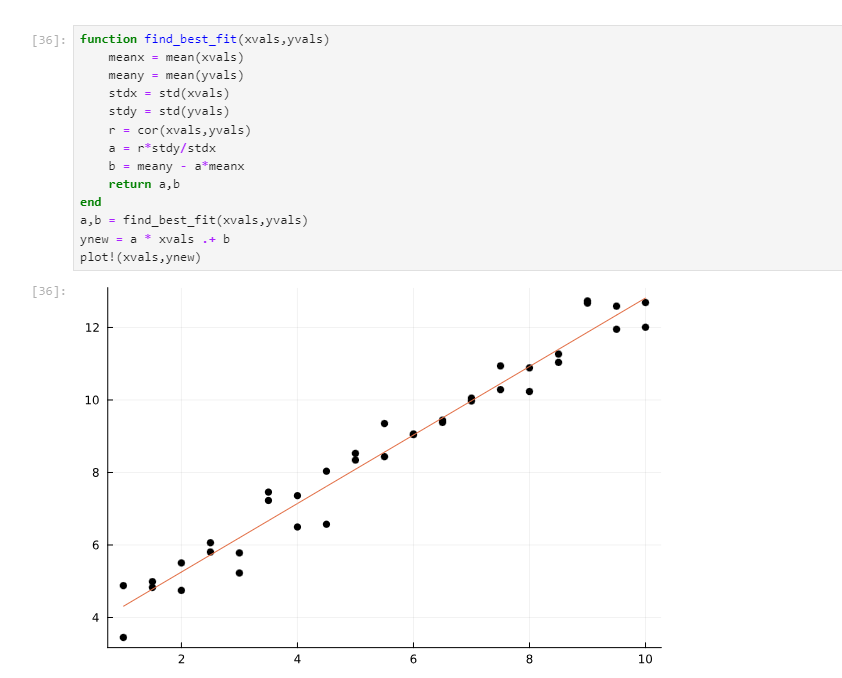 [36]: function find_best_fit(xvals,yvals)
    meanx = mean(xvals)
    meany = mean(yvals)
    stdx = std(xvals)
    stdy = std(yvals)
    r = cor(xvals,yvals)
    a = r*stdy/stdx
    b = meany - a*meanx
    return a,b
end
a,b = find_best_fit(xvals,yvals)
ynew = a * xvals .+ b
plot!(xvals,ynew)
[36]:
12
10
8
6
4
2 4 6 8 10